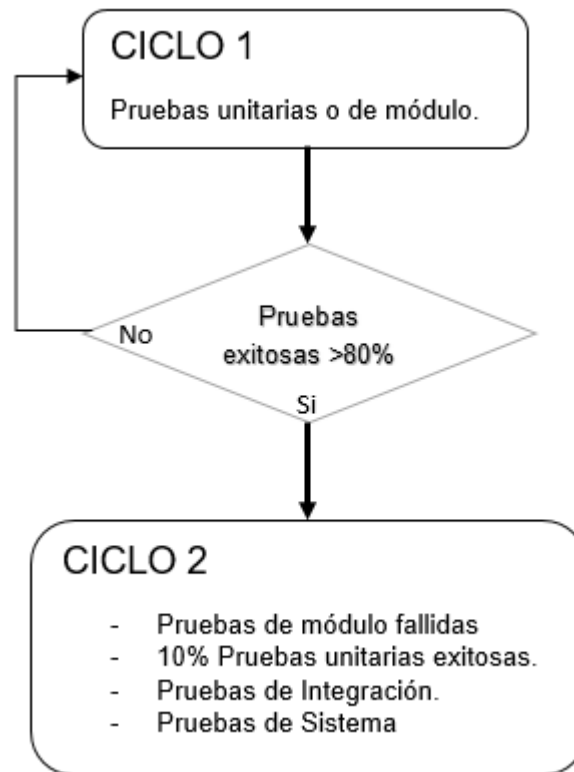 CICLO 1
Pruebas unitarias o de módulo.
Pruebas
exitosas >80%
No
Si
CICLO 2
- Pruebas de módulo fallidas
- 10% Pruebas unitarias exitosas.
- Pruebas de Integración.
- Pruebas de Sistema